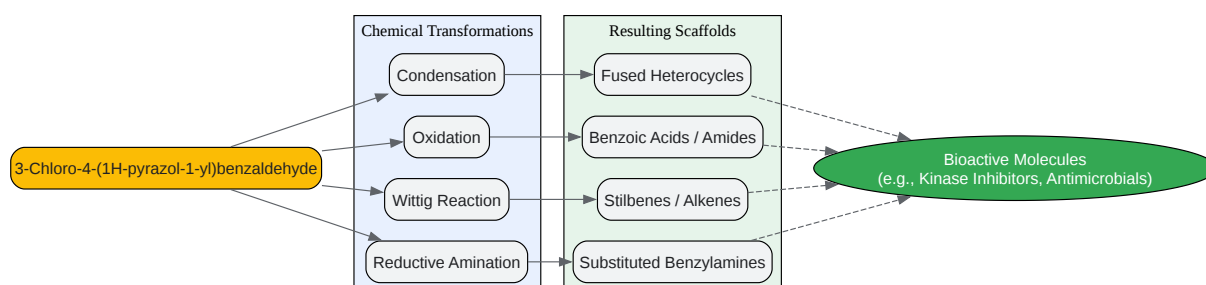 Chemical Transformations
Resulting Scaffolds
Condensation
Fused Heterocycles
Oxidation
Benzoic Acids / Amides
3-Chloro-4-(1H-pyrazol-1-yl)benzaldehyde
Bioactive Molecules
(e.g., Kinase Inhibitors, Antimicrobials)
Wittig Reaction
Stilbenes / Alkenes
Reductive Amination
Substituted Benzylamines